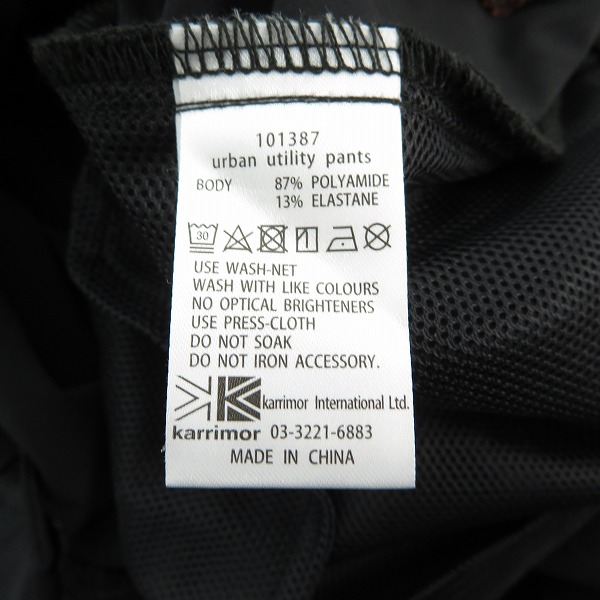 101387
urban utility pants
BODY 87% POLYAMIDE
13% ELASTANE
30
USE WASH-NET
WASH WITH LIKE COLOURS
NO OPTICAL BRIGHTENERS
USE PRESS-CLOTH
DO NOT SOAK
DO NOT IRON ACCESSORY.
karrimor International Ltd.
karrimor 03-3221-6883
MADE IN CHINA